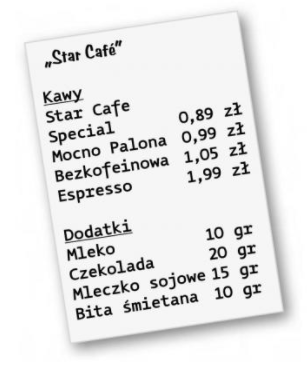 „Star Café”
Kawy
Star Cafe
Special 0,89 zł
Mocno Palona 0,99 zł
Bezkofeinowa 1,05 zł
Espresso 1,99 zł
Dodatki
Mleko 10 gr
Czekolada 20 gr
Mleczko sojowe 15 gr
Bita śmietana 10 gr